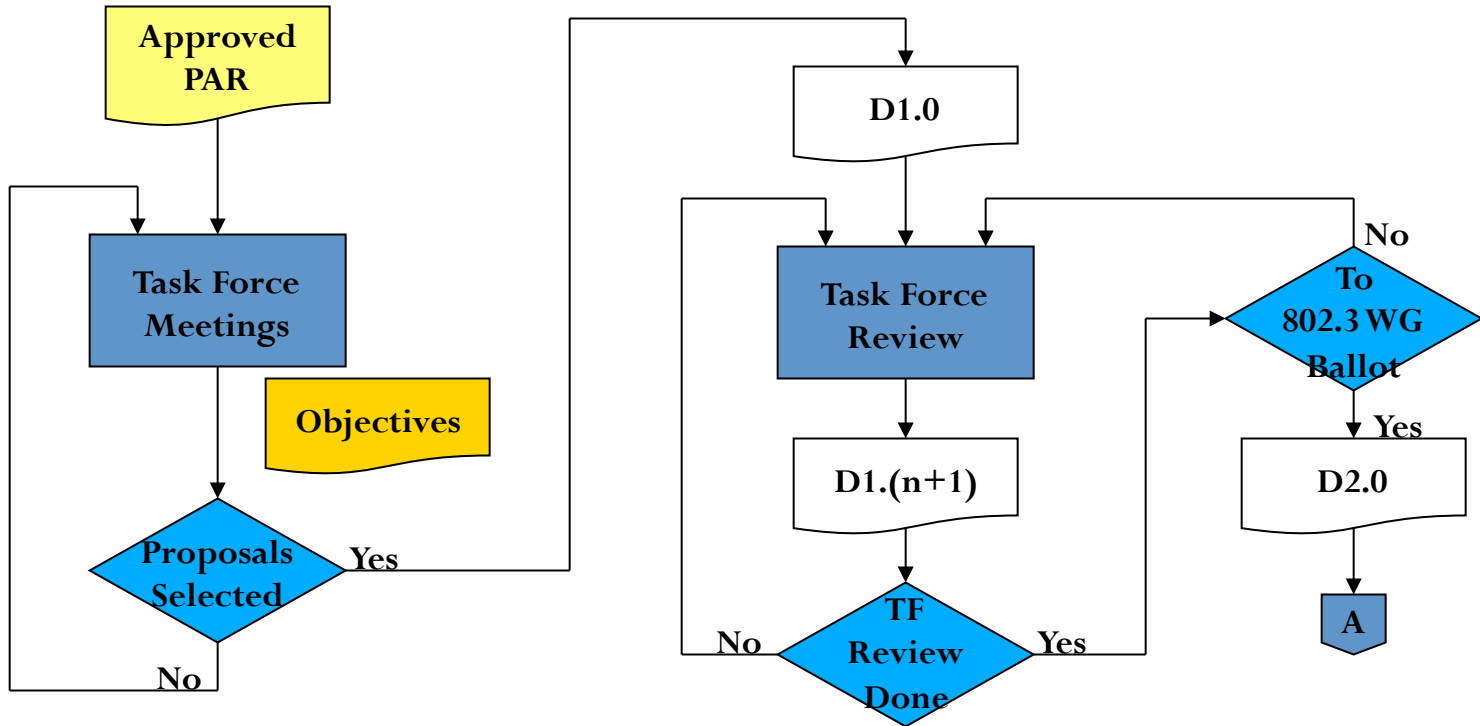 Approved
PAR
Task Force
Meetings
Objectives
Proposals
Selected
Yes
No
D1.0
Task Force
Review
D1.(n+1)
TF
Review
Done
No
Yes
To
802.3 WG
Ballot
No
Yes
D2.0
A